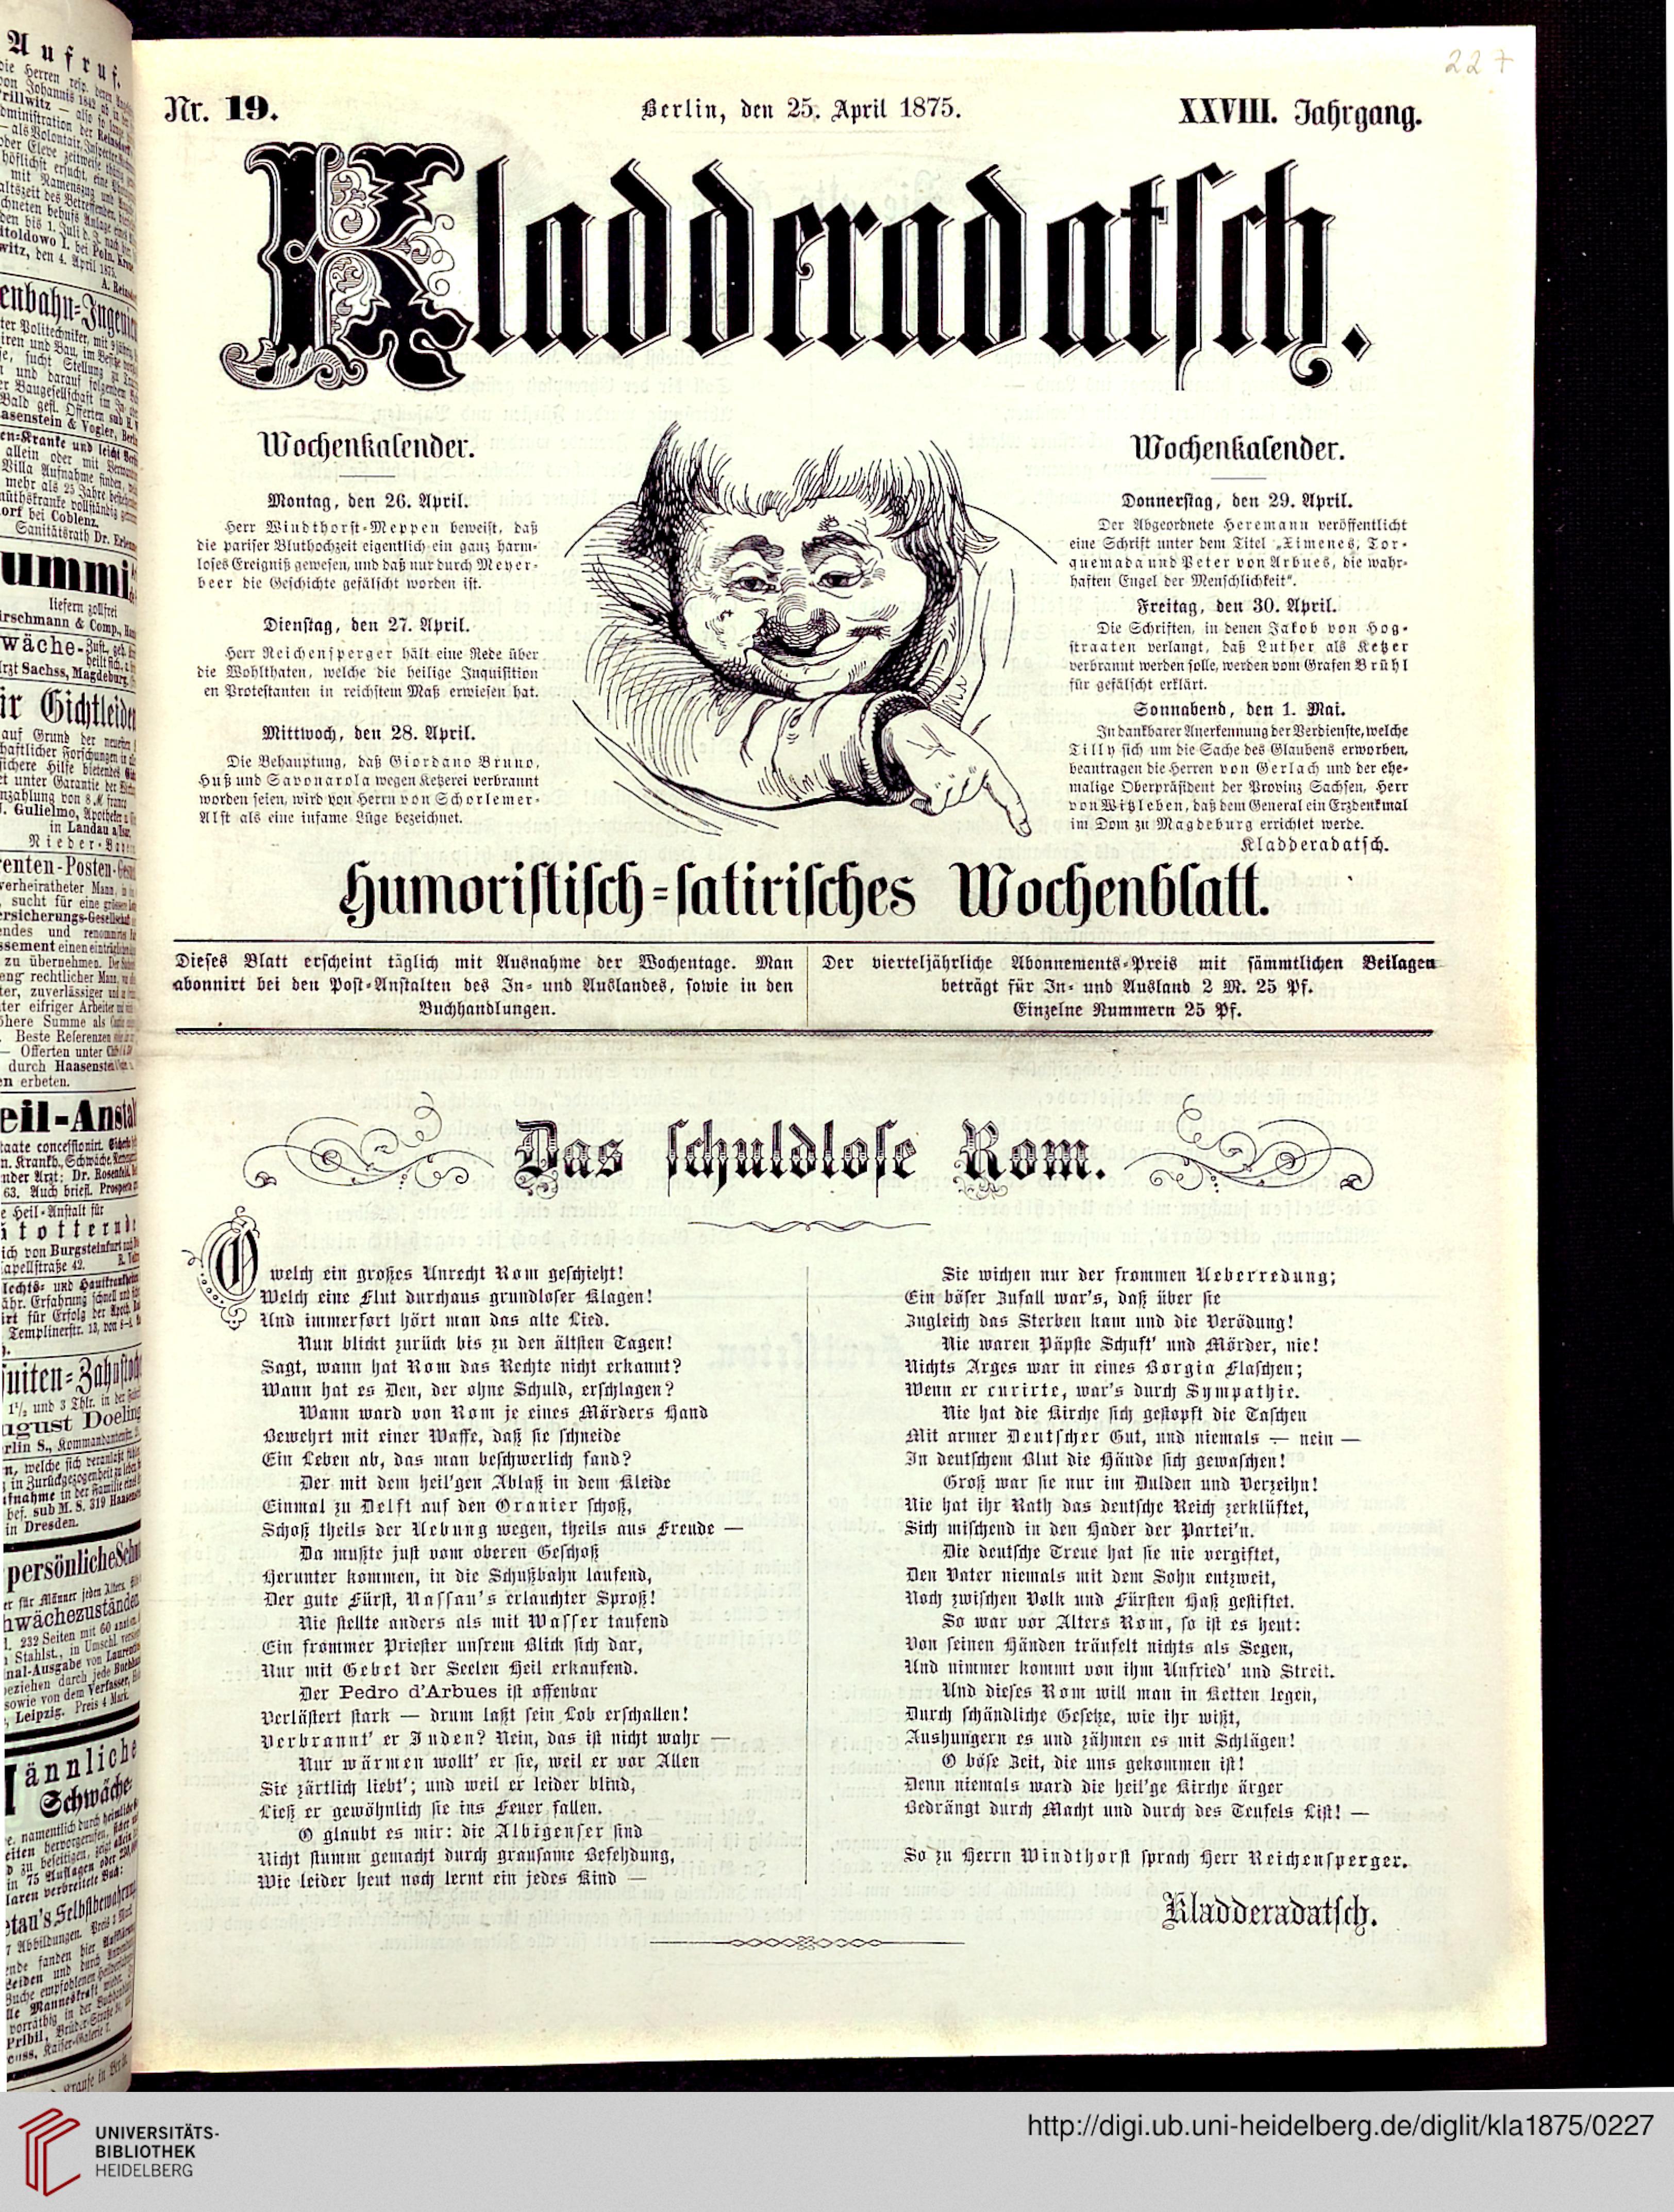 227
Nr. 19.
Berlin, den 25. April 1875.
XXVIII. Jahrgang.
Kladderadatsch.
Wochenkalender.
Montag, den 26. April.
Herr Windthorst-Meppen beweist, daß
die pariser Bluthochzeit eigentlich ein ganz harm-
loses Ereigniß gewesen, und daß nur durch Meyer-
beer die Geschichte gefälscht worden ist.
Dienstag, den 27. April.
Herr Reichensperger hält eine Rede über
die Wohlthaten, welche die heilige Inquisition
en Protestanten in reichstem Maß erwiesen hat.
Mittwoch, den 28. April.
Die Behauptung, daß Giordano Bruno,
Huß und Savonarola wegen Ketzerei verbrannt
worden seien, wird von Herrn von Schorlemer-
Alst als eine infame Lüge bezeichnet.
Wochenkalender.
Donnerstag, den 29. April.
Der Abgeordnete Heremann veröffentlicht
eine Schrift unter dem Titel „Ximenes, Tor-
quemada und Peter von Arbues, die wahr-
haften Engel der Menschlichkeit".
Freitag, den 30. April.
Die Schriften, in denen Jakob von Hog-
straaten verlangt, daß Luther als Ketzer
verbrannt werden solle, werden vom Grafen Brühl
für gefälscht erklärt.
Sonnabend, den 1. Mai.
In dankbarer Anerkennung der Verdienste, welche
Tilly sich um die Sache des Glaubens erworben,
beantragen die Herren von Gerlach und der ehe-
malige Oberpräsident der Provinz Sachsen, Herr
von Witzleben, daß dem General ein Erzdenkmal
im Dom zu Magdeburg errichtet werde.
Kladderadatsch.
Humoristisch-satirisches Wochenblatt.
Dieses Blatt erscheint täglich mit Ausnahme der Wochentage. Man
abonnirt bei den Post-Anstalten des In- und Auslandes, sowie in den
Buchhandlungen.
Der vierteljährliche Abonnements-Preis mit sämmtlichen Beilagen
beträgt für In- und Ausland 2 M. 25 Pf.
Einzelne Nummern 25 Pf.
Das schuldlose Rom.
O welch ein großes Unrecht Rom geschieht!
Welch eine Flut durchaus grundloser Klagen!
Und immerfort hört man das alte Lied.
Nun blickt zurück bis zu den ältsten Tagen!
Sagt, wann hat Rom das Rechte nicht erkannt?
Wann hat es Den, der ohne Schuld, erschlagen?
Wann ward von Rom je eines Mörders Hand
Bewehrt mit einer Waffe, daß sie schneide
Ein Leben ab, das man beschwerlich fand?
Der mit dem heil'gen Ablaß in dem Kleide
Einmal zu Delft auf den Oranier schoß,
Schoß theils der Uebung wegen, theils aus Freude —
Da mußte just vom oberen Geschoß
Herunter kommen, in die Schußbahn laufend,
Der gute Fürst, Nassau's erlauchter Sproß!
Nie stellte anders als mit Wasser taufend
Ein frommer Priester unsrem Blick sich dar,
Nur mit Gebet der Seelen Heil erkaufend.
Der Pedro d'Arbues ist offenbar
Verlästert stark — drum laßt sein Lob erschallen!
Verbrannt' er Juden? Nein, das ist nicht wahr —
Nur wärmen wollt' er sie, weil er vor Allen
Sie zärtlich liebt'; und weil er leider blind,
Ließ er gewöhnlich sie ins Feuer fallen.
O glaubt es mir: die Albigenser sind
Nicht stumm gemacht durch grausame Befehdung,
Wie leider heut noch lernt ein jedes Kind —
Sie wichen nur der frommen Ueberredung;
Ein böser Zufall war's, daß über sie
Zugleich das Sterben kam und die Verödung!
Nie waren Päpste Schuft' und Mörder, nie!
Nichts Arges war in eines Borgia Flaschen;
Wenn er curirte, war's durch Sympathie.
Nie hat die Kirche sich gestopft die Taschen
Mit armer Deutscher Gut, und niemals — nein —
In deutschem Blut die Hände sich gewaschen!
Groß war sie nur im Dulden und Verzeihn!
Nie hat ihr Rath das deutsche Reich zerklüftet,
Sich mischend in den Hader der Partei'n.
Die deutsche Treue hat sie nie vergiftet,
Den Vater niemals mit dem Sohn entzweit,
Noch zwischen Volk und Fürsten Haß gestiftet.
So war vor Alters Rom, so ist es heut:
Von seinen Händen träufelt nichts als Segen,
Und nimmer kommt von ihm Unfried' und Streit.
Und dieses Rom will man in Ketten legen,
Durch schändliche Gesetze, wie ihr wißt,
Aushungern es und zähmen es mit Schlägen!
O böse Zeit, die uns gekommen ist!
Denn niemals ward die heil'ge Kirche ärger
Bedrängt durch Macht und durch des Teufels List! —
So zu Herrn Windthorst sprach Herr Reichensperger.
Kladderadatsch.
UNIVERSITÄTS-
BIBLIOTHEK
HEIDELBERG
http://digi.ub.uni-heidelberg.de/diglit/kla1875/0227